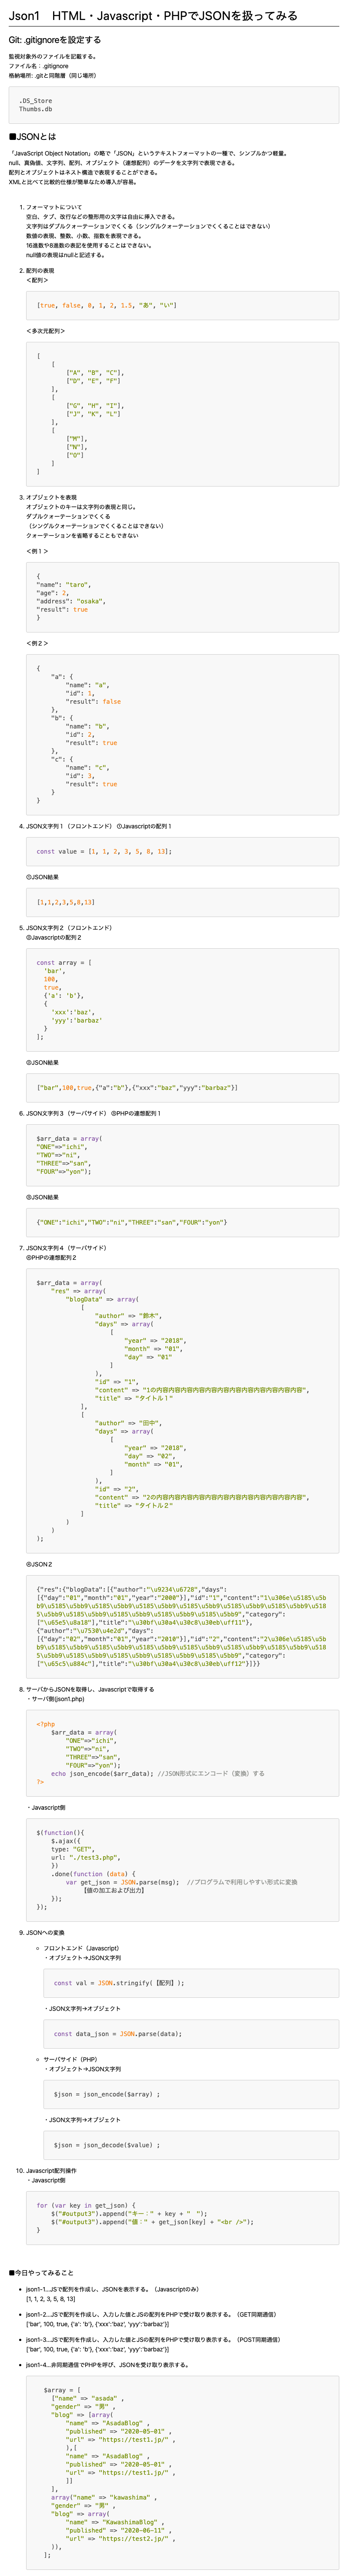 Json1　HTML・Javascript・PHPでJSONを扱ってみる
Git: .gitignoreを設定する
監視対象外のファイルを記載する。
ファイル名：.gitignore
格納場所: .gitと同階層（同じ場所）
.DS_Store
Thumbs.db
■JSONとは
「JavaScript Object Notation」の略で「JSON」というテキストフォーマットの一種で、シンプルかつ軽量。
null、真偽値、文字列、配列、オブジェクト（連想配列）のデータを文字列で表現できる。
配列とオブジェクトはネスト構造で表現することができる。
XMLと比べて比較的仕様が簡単なため導入が容易。
1. フォーマットについて
空白、タブ、改行などの整形用の文字は自由に挿入できる。
文字列はダブルクォーテーションでくくる（シングルクォーテーションでくくることはできない）
数値の表現、整数、小数、指数を表現できる。
16進数や8進数の表記を使用することはできない。
null値の表現はnullと記述する。
2. 配列の表現
＜配列＞
[true, false, 0, 1, 2, 1.5, "あ", "い"]
＜多次元配列＞
[
[
["A", "B", "C"],
["D", "E", "F"]
],
[
["G", "H", "I"],
["J", "K", "L"]
],
[
["M"],
["N"],
["O"]
]
]
3. オブジェクトを表現
オブジェクトのキーは文字列の表現と同じ。
ダブルクォーテーションでくくる
（シングルクォーテーションでくくることはできない）
クォーテーションを省略することもできない
＜例１＞
{
"name": "taro",
"age": 2,
"address": "osaka",
"result": true
}
＜例２＞
{
"a": {
"name": "a",
"id": 1,
"result": false
},
"b": {
"name": "b",
"id": 2,
"result": true
},
"c": {
"name": "c",
"id": 3,
"result": true
}
}
4. JSON文字列１（フロントエンド） ①Javascriptの配列１
const value = [1, 1, 2, 3, 5, 8, 13];
①JSON結果
[1,1,2,3,5,8,13]
5. JSON文字列２（フロントエンド）
②Javascriptの配列２
const array = [
'bar',
100,
true,
{'a': 'b'},
{
'xxx':'baz',
'yyy':'barbaz'
}
];
②JSON結果
["bar",100,true,{"a":"b"},{"xxx":"baz","yyy":"barbaz"}]
6. JSON文字列３（サーバサイド） ③PHPの連想配列１
$arr_data = array(
"ONE"=>"ichi",
"TWO"=>"ni",
"THREE"=>"san",
"FOUR"=>"yon");
③JSON結果
{"ONE":"ichi","TWO":"ni","THREE":"san","FOUR":"yon"}
7. JSON文字列４（サーバサイド）
④PHPの連想配列２
$arr_data = array(
"res" => array(
"blogData" => array(
[
"author" => "鈴木",
"days" => array(
[
"year" => "2018",
"month" => "01",
"day" => "01"
]
),
"id" => "1",
"content" => "1の内容内容内容内容内容内容内容内容内容内容内容",
"title" => "タイトル１"
],
[
"author" => "田中",
"days" => array(
[
"year" => "2018",
"day" => "02",
"month" => "01",
]
),
"id" => "2",
"content" => "2の内容内容内容内容内容内容内容内容内容内容内容",
"title" => "タイトル２"
]
)
)
);
④JSON２
{"res":{"blogData":[{"author":"\u9234\u6728","days":
[{"day":"01","month":"01","year":"2000"}],"id":"1","content":"1\u306e\u5185\u5b
b9\u5185\u5bb9\u5185\u5bb9\u5185\u5bb9\u5185\u5bb9\u5185\u5bb9\u5185\u5bb9\u518
5\u5bb9\u5185\u5bb9\u5185\u5bb9\u5185\u5bb9","category":
["\u65e5\u8a18"],"title":"\u30bf\u30a4\u30c8\u30eb\uff11"},
{"author":"\u7530\u4e2d","days":
[{"day":"02","month":"01","year":"2010"}],"id":"2","content":"2\u306e\u5185\u5b
b9\u5185\u5bb9\u5185\u5bb9\u5185\u5bb9\u5185\u5bb9\u5185\u5bb9\u5185\u5bb9\u518
5\u5bb9\u5185\u5bb9\u5185\u5bb9\u5185\u5bb9","category":
["\u65c5\u884c"],"title":"\u30bf\u30a4\u30c8\u30eb\uff12"}]}}
8. サーバからJSONを取得し、Javascriptで取得する
・サーバ側(json1.php)
<?php
$arr_data = array(
"ONE"=>"ichi",
"TWO"=>"ni",
"THREE"=>"san",
"FOUR"=>"yon");
echo json_encode($arr_data); //JSON形式にエンコード（変換）する
?>
・Javascript側
$(function(){
$.ajax({
type: "GET",
url: "./test3.php",
})
.done(function (data) {
var get_json = JSON.parse(msg);  //プログラムで利用しやすい形式に変換
【値の加工および出力】
});
});
9. JSONへの変換
○ フロントエンド（Javascript）
・オブジェクト→JSON文字列
const val = JSON.stringify(【配列】);
・JSON文字列→オブジェクト
const data_json = JSON.parse(data);
○ サーバサイド（PHP）
・オブジェクト→JSON文字列
$json = json_encode($array) ;
・JSON文字列→オブジェクト
$json = json_decode($value) ;
10. Javascript配列操作
・Javascript側
for (var key in get_json) {
$("#output3").append("キー：" + key + "　");
$("#output3").append("値：" + get_json[key] + "<br />");
}
■今日やってみること
• json1-1...JSで配列を作成し、JSONを表示する。（Javascriptのみ）
[1, 1, 2, 3, 5, 8, 13]
• json1-2...JSで配列を作成し、入力した値とJSの配列をPHPで受け取り表示する。（GET同期通信）
['bar', 100, true, {'a': 'b'}, {'xxx':'baz', 'yyy':'barbaz'}]
• json1-3...JSで配列を作成し、入力した値とJSの配列をPHPで受け取り表示する。（POST同期通信）
['bar', 100, true, {'a': 'b'}, {'xxx':'baz', 'yyy':'barbaz'}]
• json1-4...非同期通信でPHPを呼び、JSONを受け取り表示する。
$array = [
["name" => "asada" ,
"gender" => "男" ,
"blog" => [array(
"name" => "AsadaBlog" ,
"published" => "2020-05-01" ,
"url" => "https://test1.jp/" ,
),[
"name" => "AsadaBlog" ,
"published" => "2020-05-01" ,
"url" => "https://test1.jp/" ,
]]
],
array("name" => "kawashima" ,
"gender" => "男" ,
"blog" => array(
"name" => "KawashimaBlog" ,
"published" => "2020-06-11" ,
"url" => "https://test2.jp/" ,
)),
];